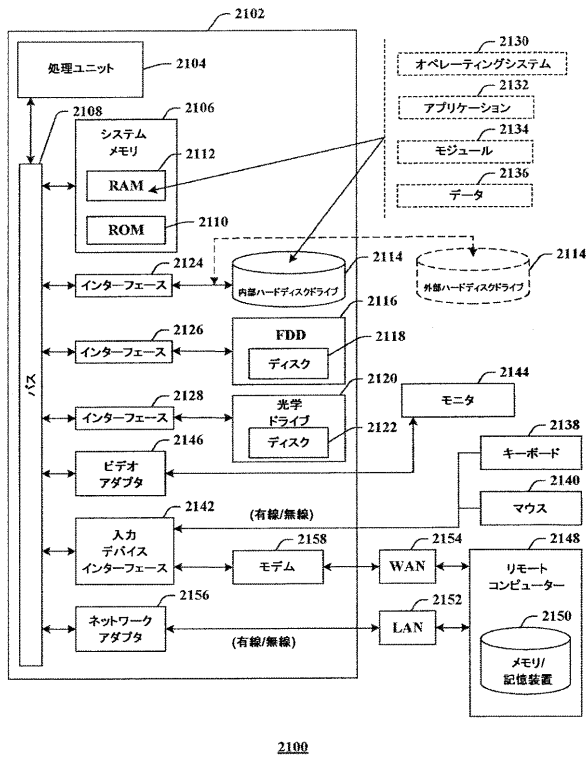 2102
処理ユニット
2104
2108
2106
システム
メモリ
2112
RAM
ROM
2110
2130
オペレーティングシステム
2132
アプリケーション
2134
モジュール
2136
データ
2124
インターフェース
2114
内部ハードディスクドライブ
2114
外部ハードディスクドライブ
2116
2126
インターフェース
FDD
2118
ディスク
2128
インターフェース
2120
光学
ドライブ
2122
ディスク
2144
モニタ
バス
2146
ビデオ
アダプタ
2138
キーボード
2140
マウス
2142
(有線/無線)
入力
デバイス
インターフェース
2158
モデム
2154
WAN
2148
リモート
コンピューター
2150
メモリ/
記憶装置
2156
ネットワーク
アダプタ
(有線/無線)
2152
LAN
2100